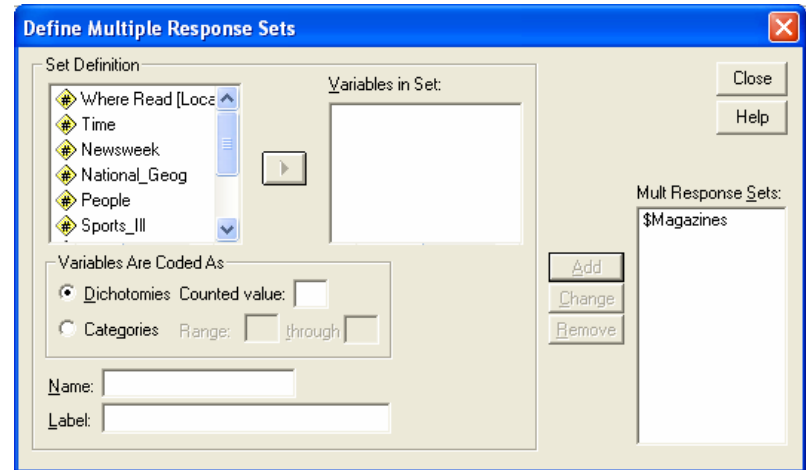 Define Multiple Response Sets
Set Definition
Where Read [Loca
Time
Newsweek
National_Geog
People
Sports_Ill
Variables in Set:
Close
Help
Mult Response Sets:
$Magazines
Variables Are Coded As
Dichotomies Counted value:
Categories Range: through
Add
Change
Remove
Name:
Label: